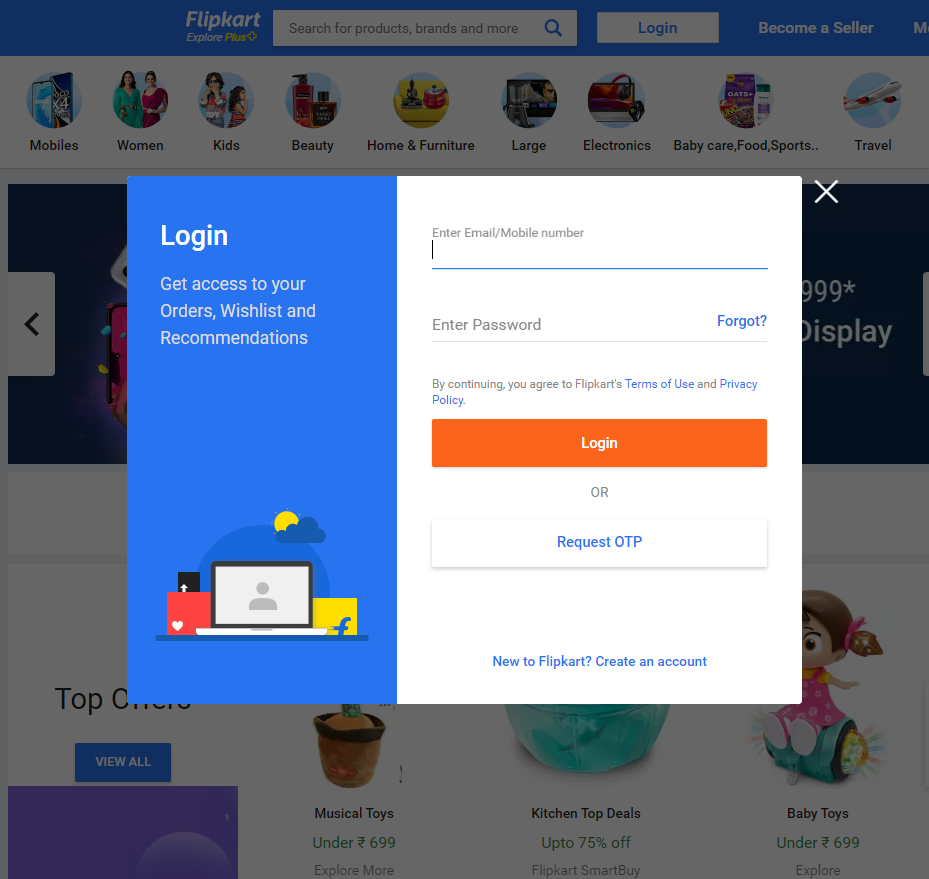 Flipkart
Explore Plus
Search for products, brands and more
Login
Become a Seller
Mobiles
Women
Kids
Beauty
Home & Furniture
Large
Electronics
Baby care,Food,Sports..
Travel
Login
Get access to your
Orders, Wishlist and
Recommendations
Enter Email/Mobile number
Enter Password
Forgot?
By continuing, you agree to Flipkart's Terms of Use and Privacy
Policy.
Login
OR
Request OTP
New to Flipkart? Create an account
999*
Display
Top Offers
VIEW ALL
Musical Toys
Under ₹ 699
Explore More
Kitchen Top Deals
Upto 75% off
Flipkart SmartBuy
Baby Toys
Under ₹ 699
Explore